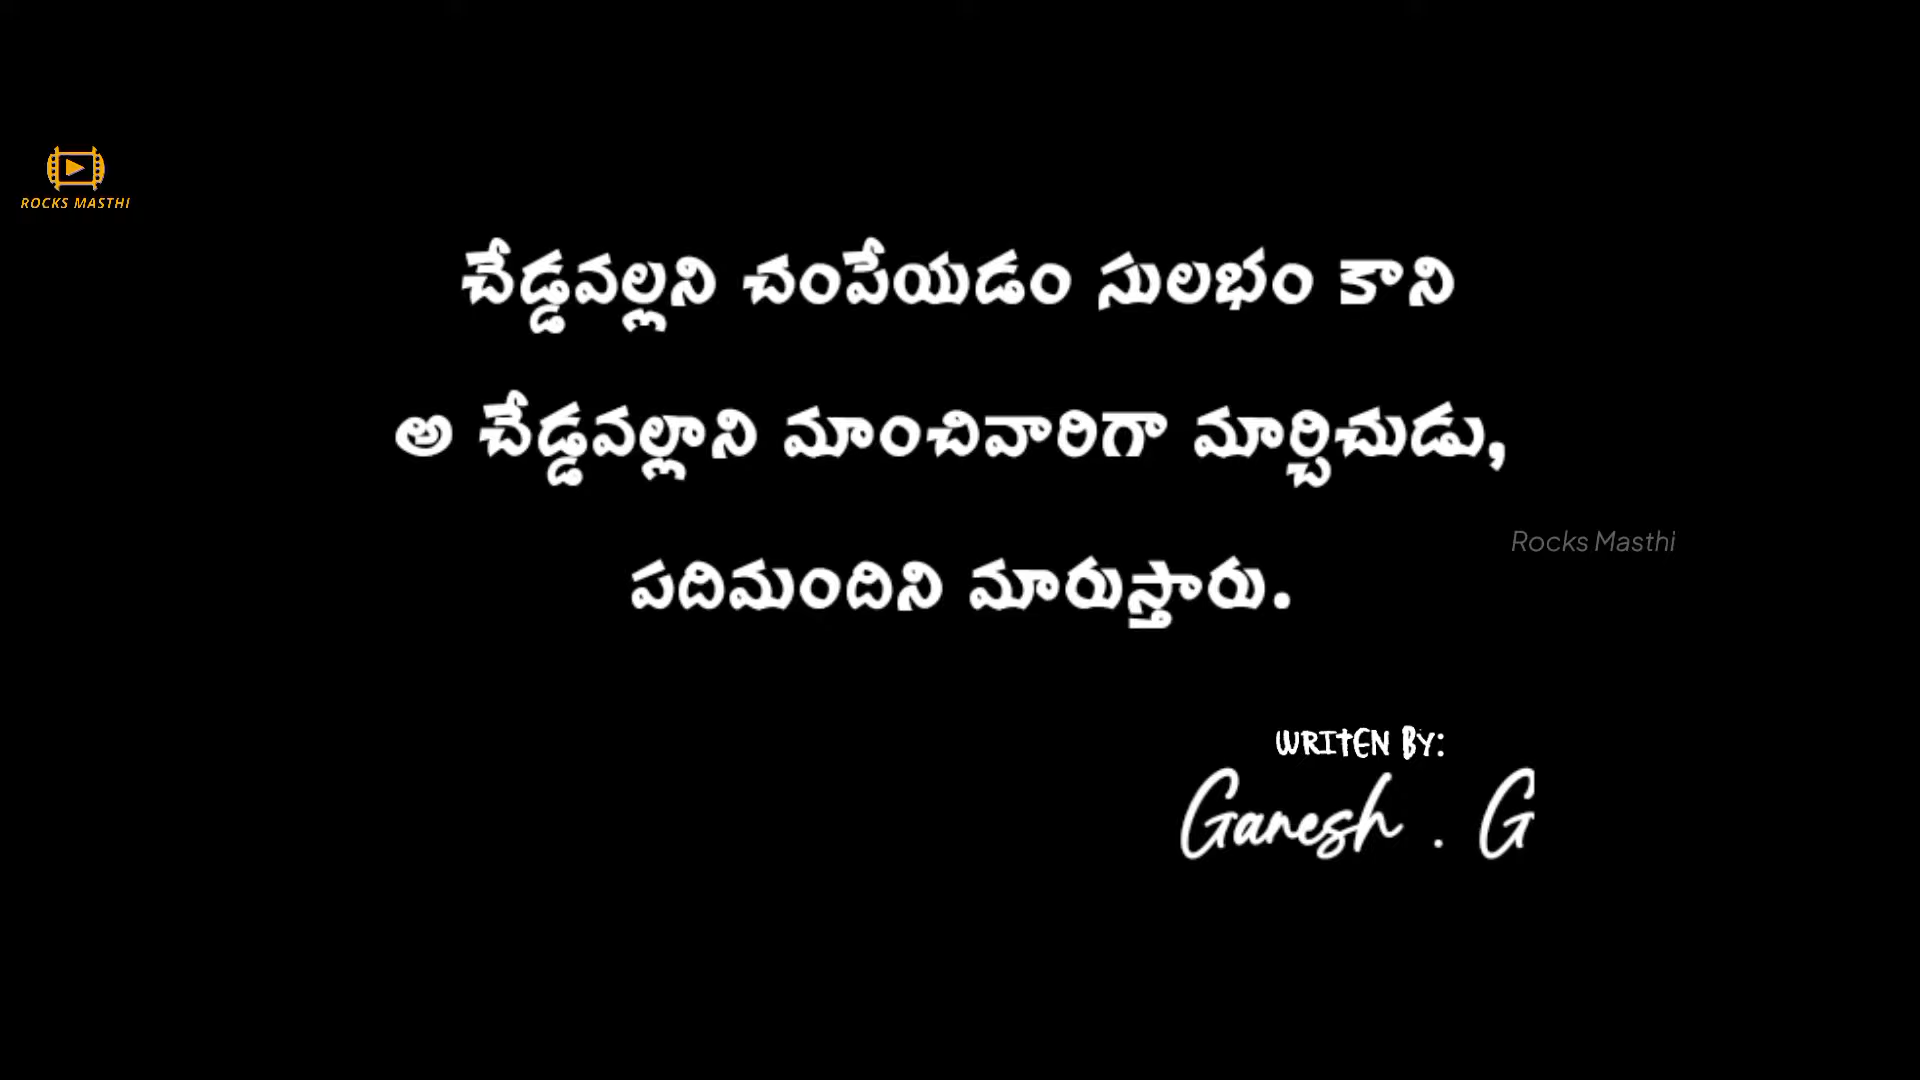 ROCKS MASTHI
చేడ్డవల్లని చంపేయడం సులభం కాని
అ చేడ్డవల్లాని మాంచివారిగా మార్చిచుడు,
Rocks Masthi
పదిమందిని మారుస్తారు.
WRITEN BY:
Ganesh . G